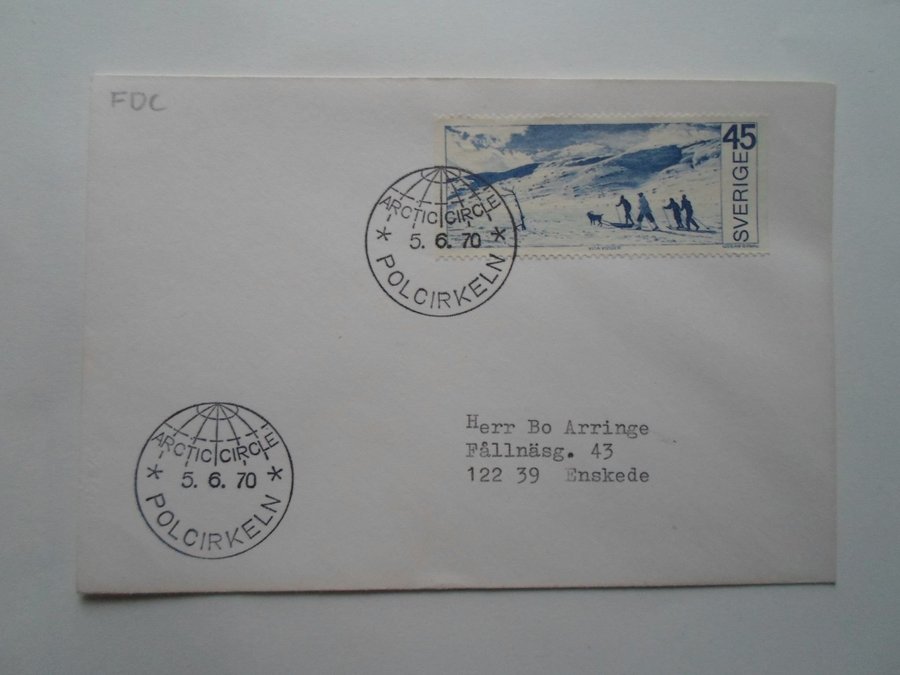 FDC
45
SVERIGE
ARCTIC CIRCLE
5. 6. 70
* POLCIRKELN *
Herr Bo Arringe
Fållnäsg. 43
122 39 Enskede
ARCTIC CIRCLE
5. 6. 70
* POLCIRKELN *